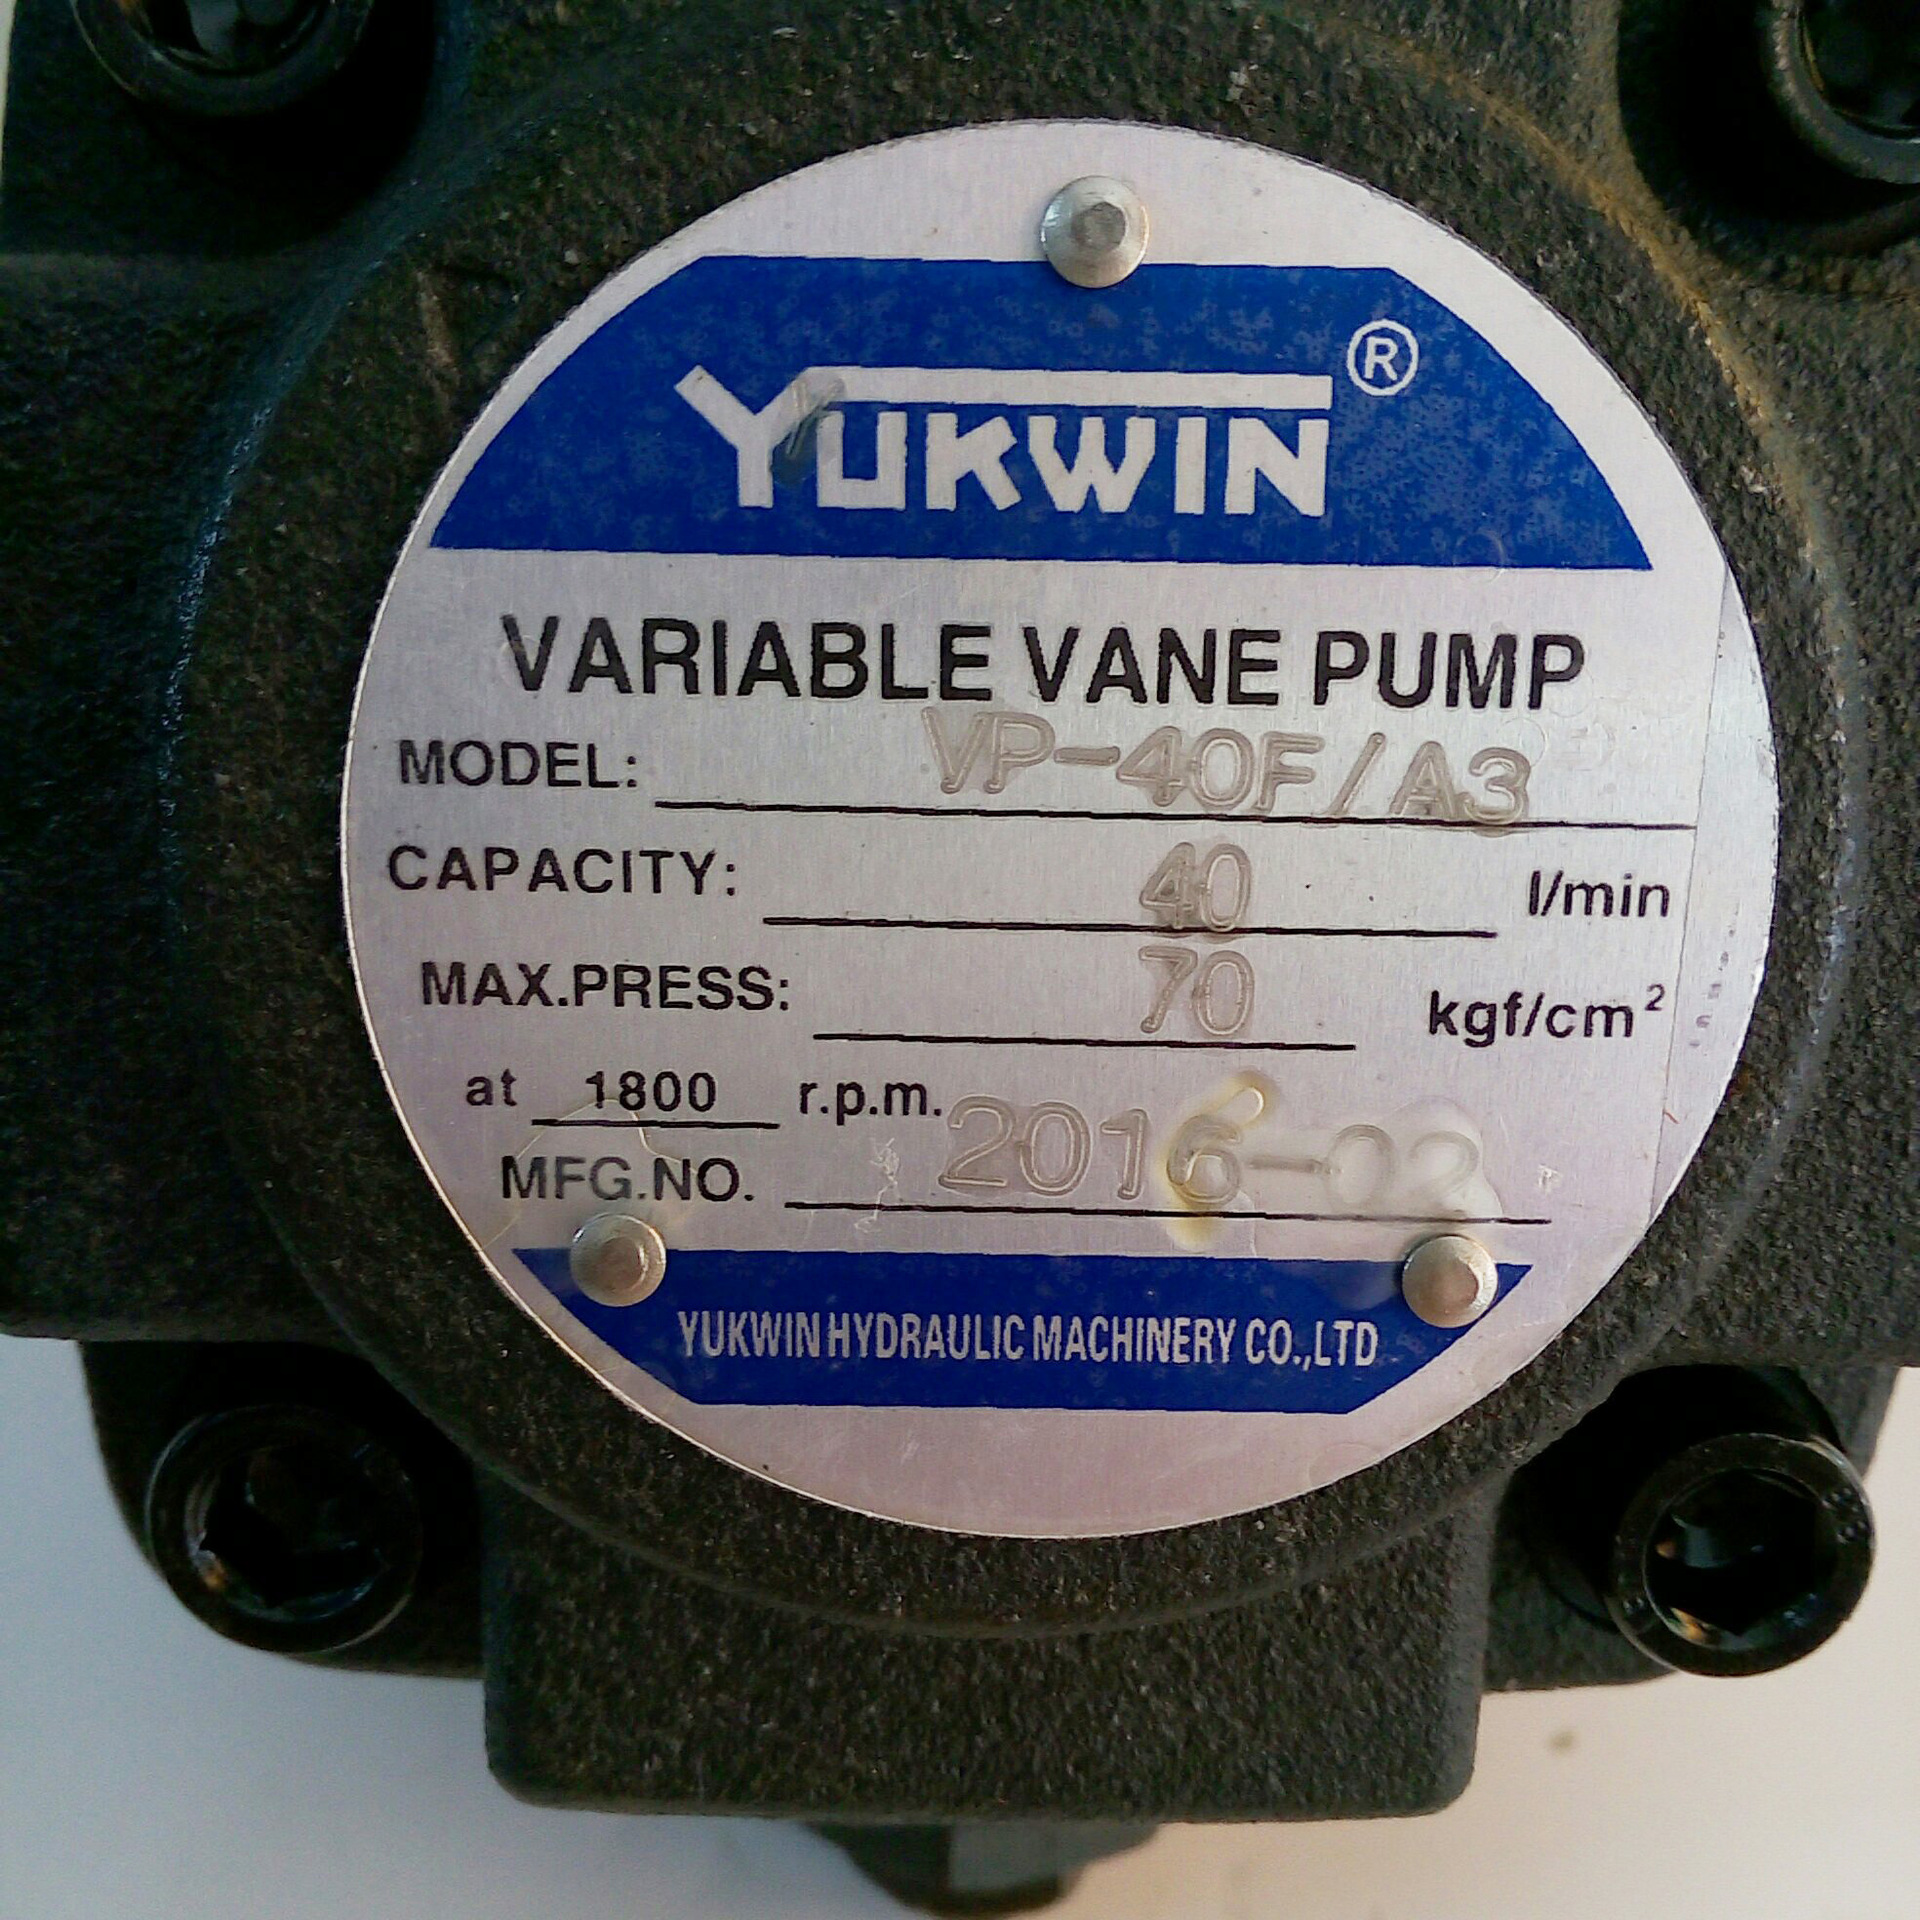 YUKWIN ®
VARIABLE VANE PUMP
MODEL: VP-40F/A3
CAPACITY: 40 l/min
MAX.PRESS: 70 kgf/cm²
at 1800 r.p.m.
MFG.NO. 2016-02
YUKWIN HYDRAULIC MACHINERY CO.,LTD